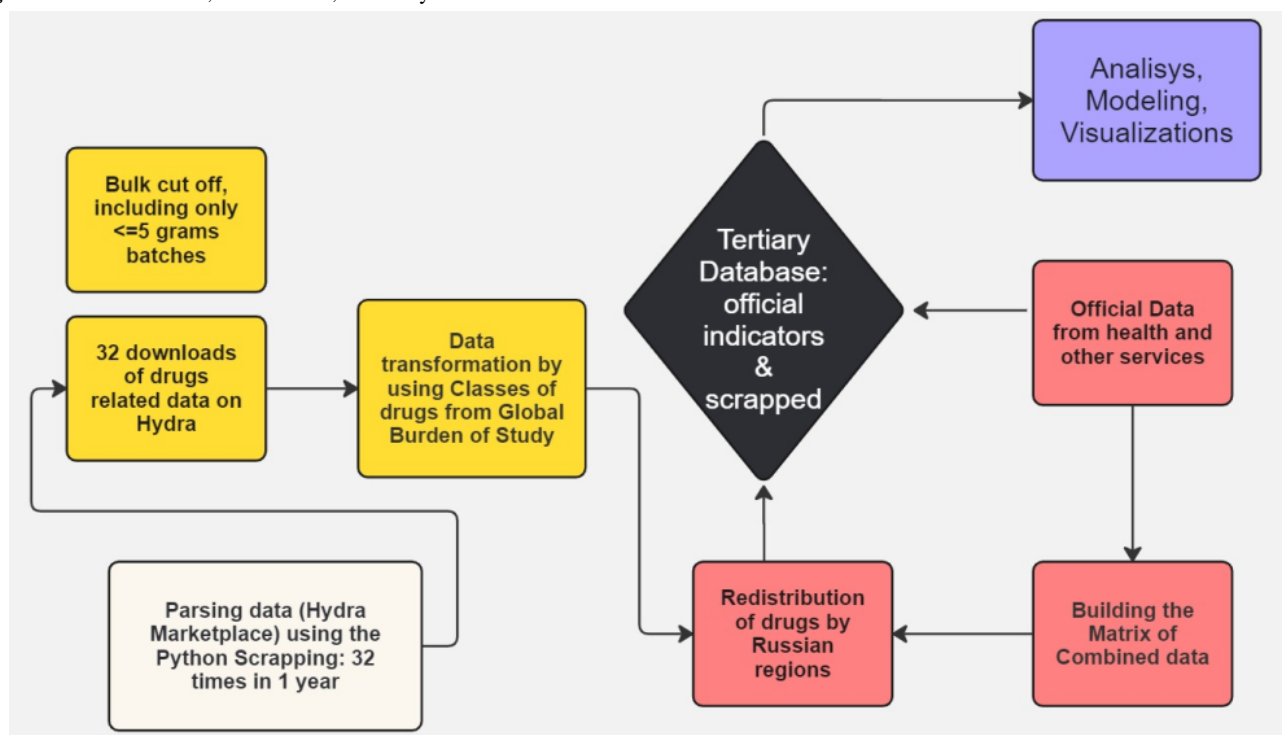 Analisys,
Modeling,
Visualizations
Bulk cut off,
including only
<=5 grams
batches
Tertiary
Database:
official
indicators
&
scrapped
Official Data
from health and
other services
32 downloads
of drugs
related data on
Hydra
Data
transformation by
using Classes of
drugs from Global
Burden of Study
Parsing data (Hydra
Marketplace) using the
Python Scrapping: 32
times in 1 year
Redistribution
of drugs by
Russian
regions
Building the
Matrix of
Combined data